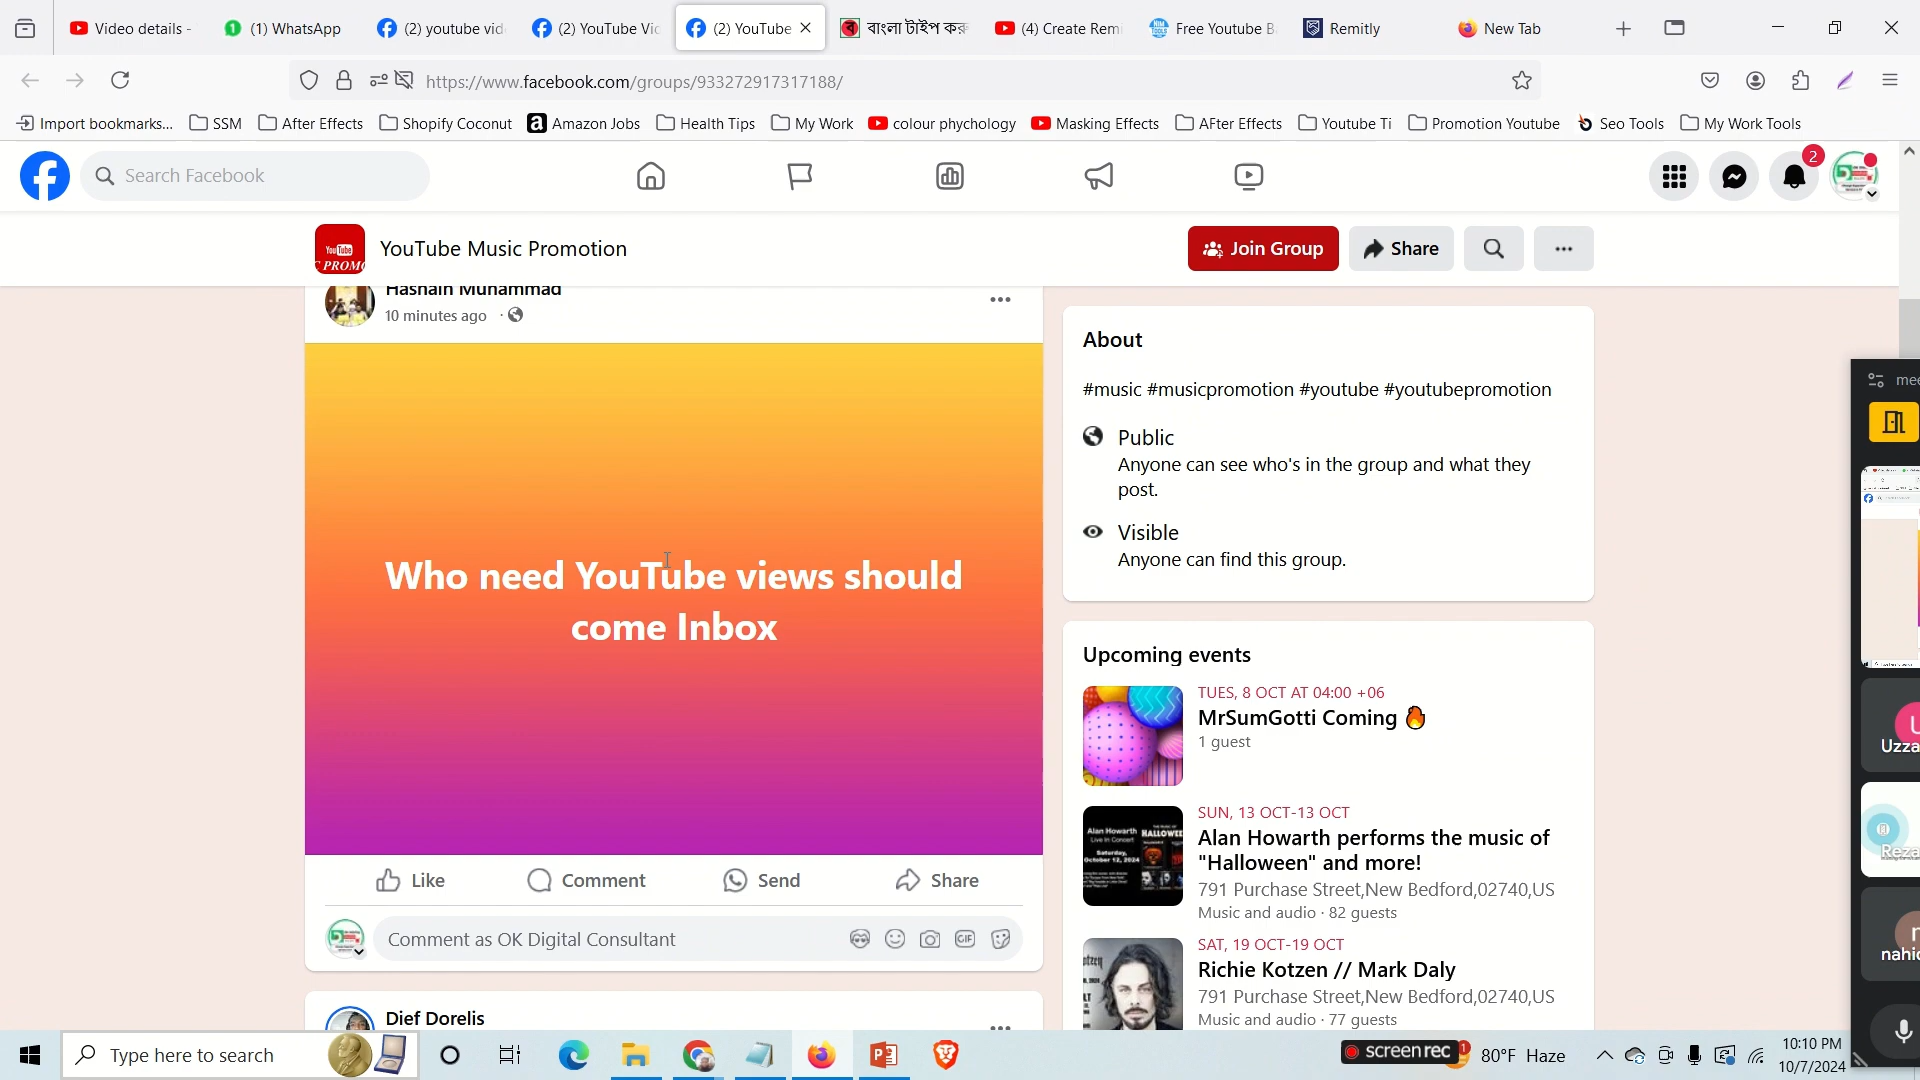 Video details -
(1) WhatsApp
(2) youtube vid
(2) YouTube Vic
(2) YouTube
বাংলা টাইপ করু
(4) Create Remi
Free Youtube B
Remitly
New Tab
https://www.facebook.com/groups/933272917317188/
Import bookmarks...
SSM
After Effects
Shopify Coconut
Amazon Jobs
Health Tips
My Work
colour phychology
Masking Effects
AFter Effects
Youtube Ti
Promotion Youtube
Seo Tools
My Work Tools
Search Facebook
2
YouTube Music Promotion
Join Group
Share
Hasnain Muhammad
10 minutes ago
Who need YouTube views should
come Inbox
Like
Comment
Send
Share
Comment as OK Digital Consultant
Dief Dorelis
About
#music #musicpromotion #youtube #youtubepromotion
Public
Anyone can see who's in the group and what they
post.
Visible
Anyone can find this group.
Upcoming events
TUES, 8 OCT AT 04:00 +06
MrSumGotti Coming 🔥
1 guest
SUN, 13 OCT-13 OCT
Alan Howarth performs the music of
"Halloween" and more!
791 Purchase Street,New Bedford,02740,US
Music and audio · 82 guests
SAT, 19 OCT-19 OCT
Richie Kotzen // Mark Daly
791 Purchase Street,New Bedford,02740,US
Music and audio · 77 guests
mee
Uzza
Reza
nahid
Type here to search
screen rec
80°F Haze
10:10 PM
10/7/2024